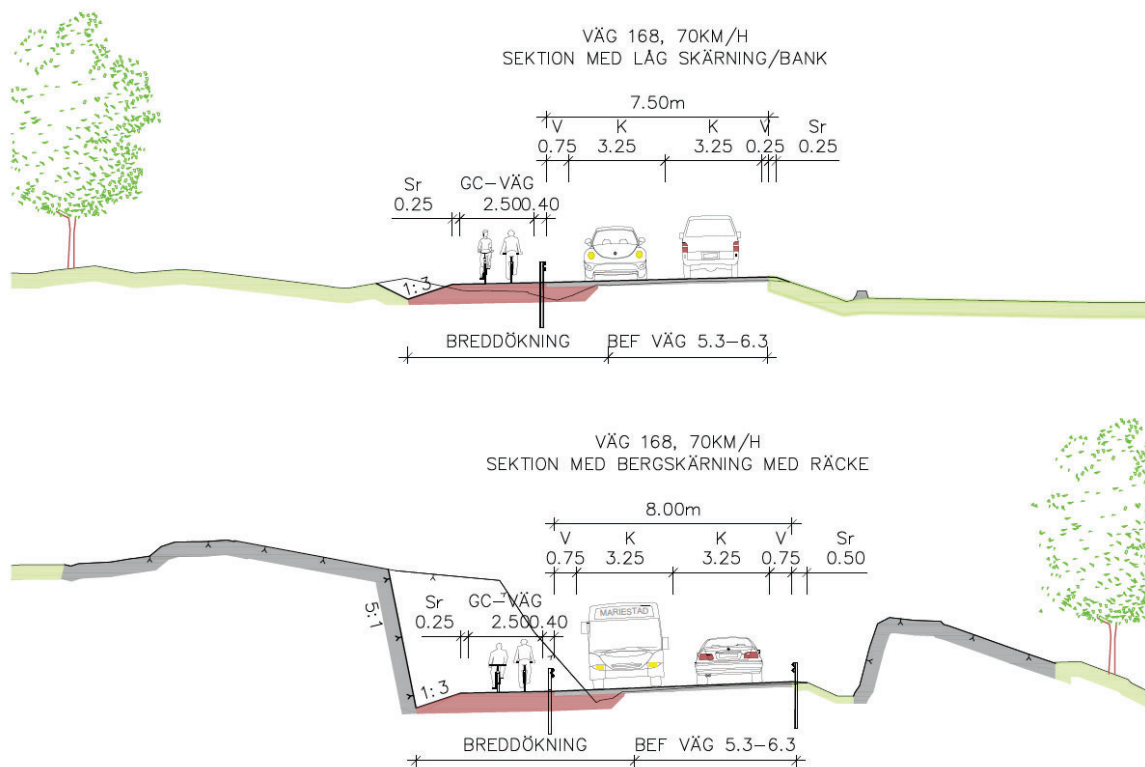 VÄG 168, 70KM/H
SEKTION MED LÅG SKÄRNING/BANK
7.50m
V K K V Sr
0.75 3.25 3.25 0.25 0.25
Sr GC-VÄG
0.25 2.50 0.40
1:3
BREDDÖKNING BEF VÄG 5.3-6.3
VÄG 168, 70KM/H
SEKTION MED BERGSKÄRNING MED RÄCKE
8.00m
V K K V Sr
0.75 3.25 3.25 0.75 0.50
Sr GC-VÄG
0.25 2.50 0.40
MARIESTAD
5:1
1:3
BREDDÖKNING BEF VÄG 5.3-6.3